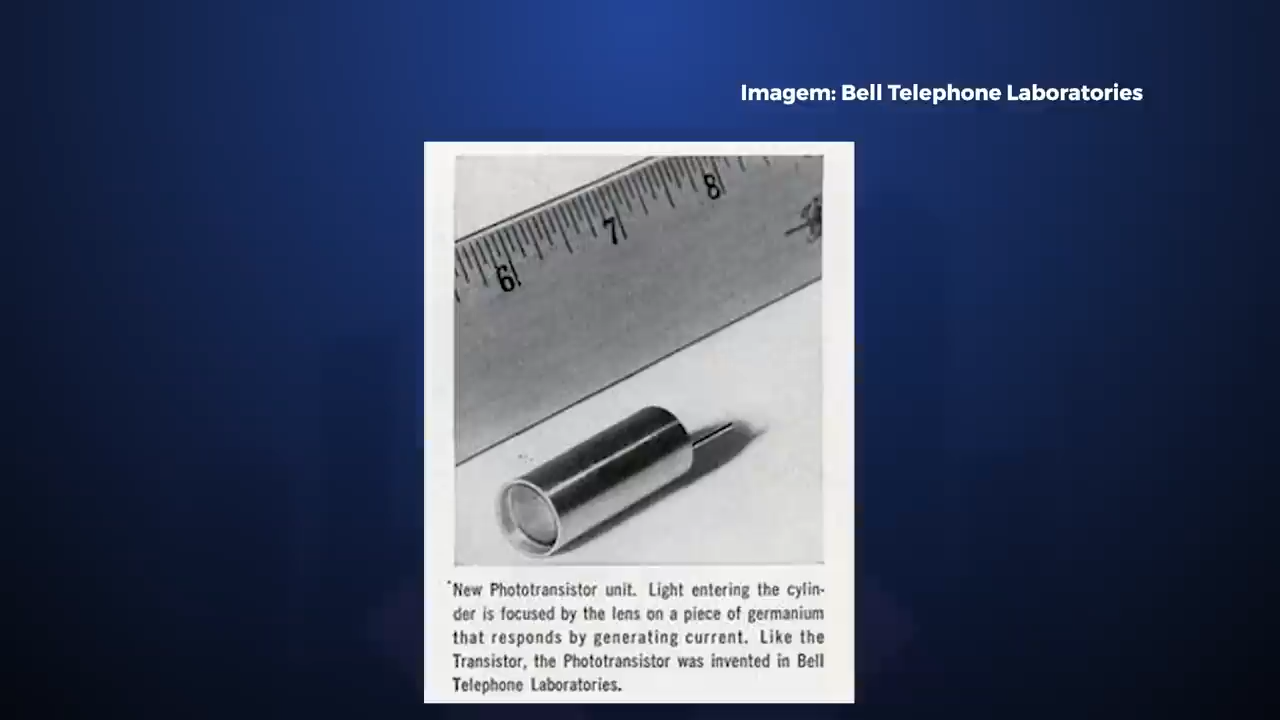 Imagem: Bell Telephone Laboratories
6
7
8
New Phototransistor unit. Light entering the cylin-
der is focused by the lens on a piece of germanium
that responds by generating current. Like the
Transistor, the Phototransistor was invented in Bell
Telephone Laboratories.